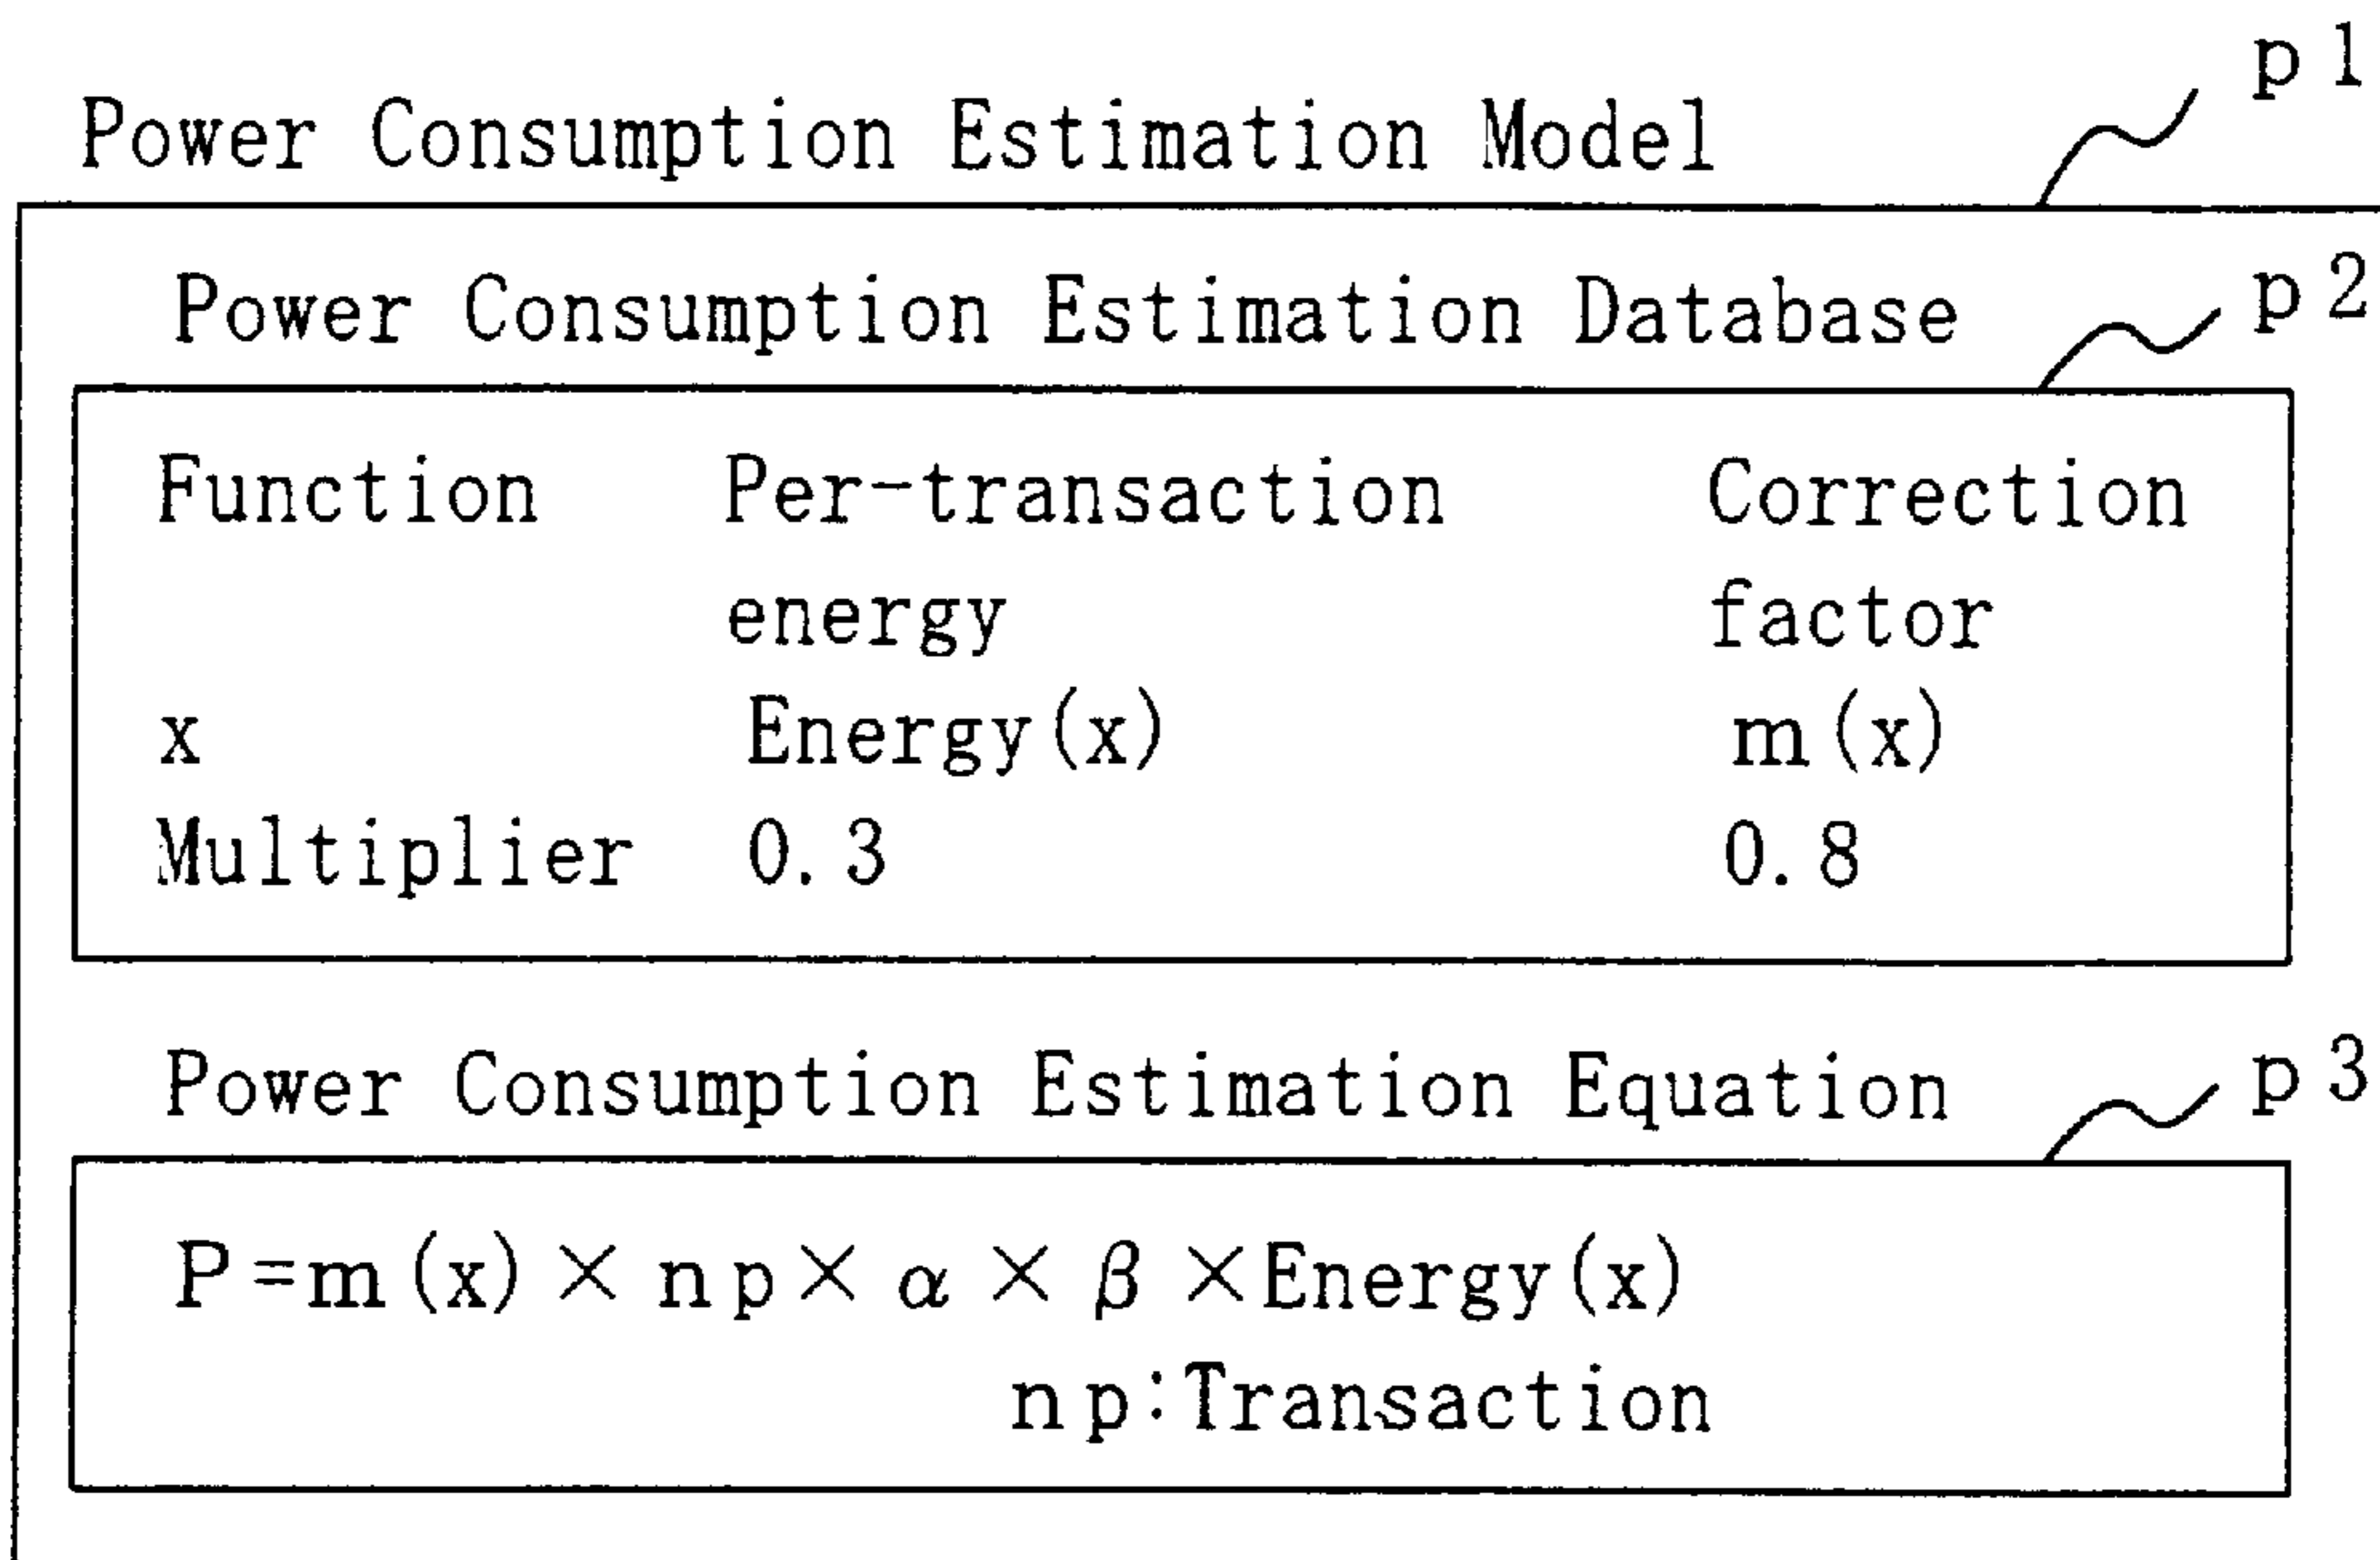 p1
Power Consumption Estimation Model
Power Consumption Estimation Database p2
Function Per-transaction Correction
energy factor
x Energy(x) m(x)
Multiplier 0.3 0.8
Power Consumption Estimation Equation p3
P=m(x)× np× α × β ×Energy(x)
np:Transaction